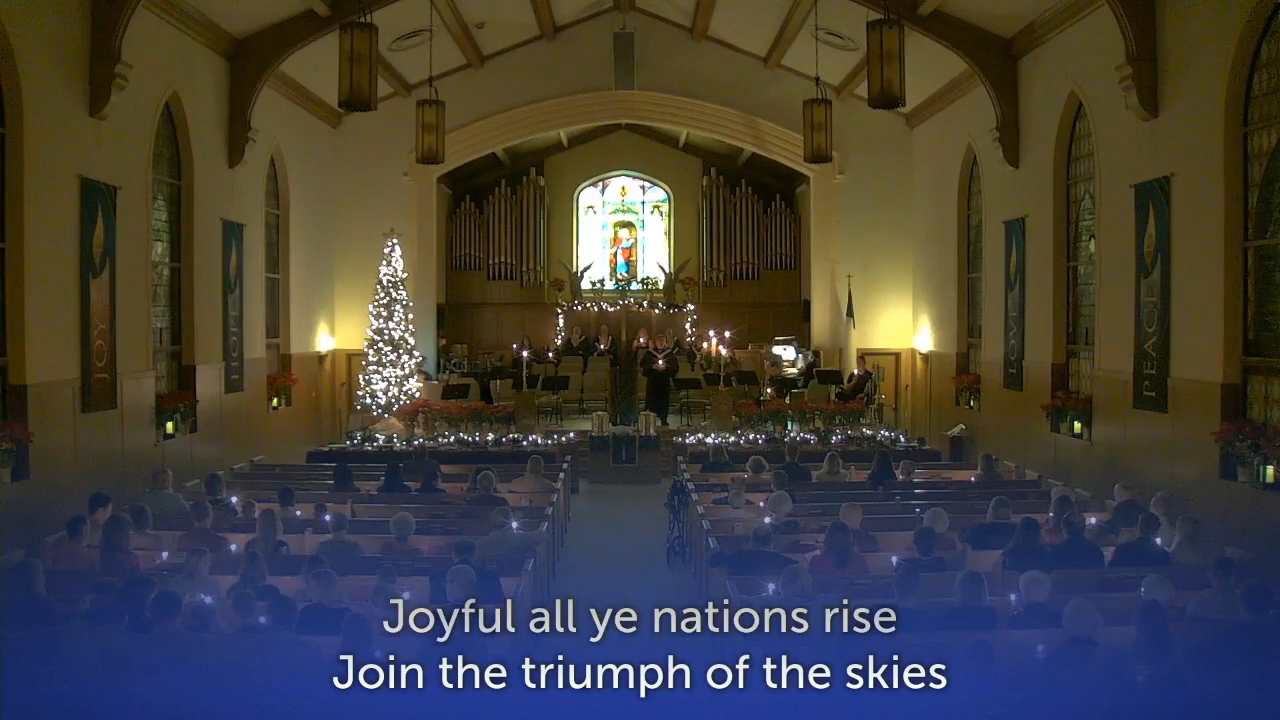 JOY
HOPE
LOVE
PEACE
Joyful all ye nations rise
Join the triumph of the skies